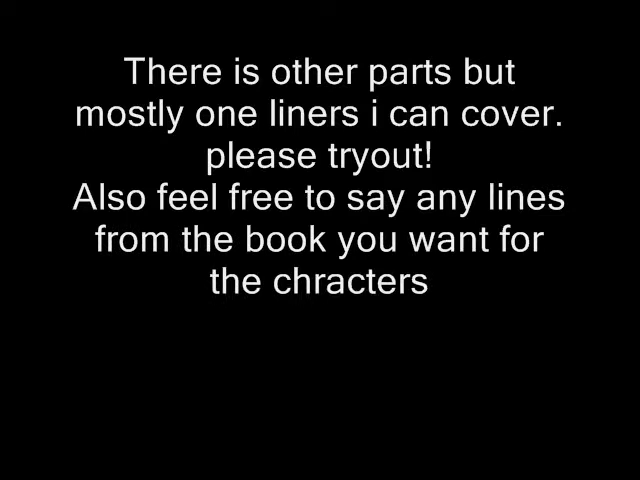 There is other parts but
mostly one liners i can cover.
please tryout!
Also feel free to say any lines
from the book you want for
the chracters